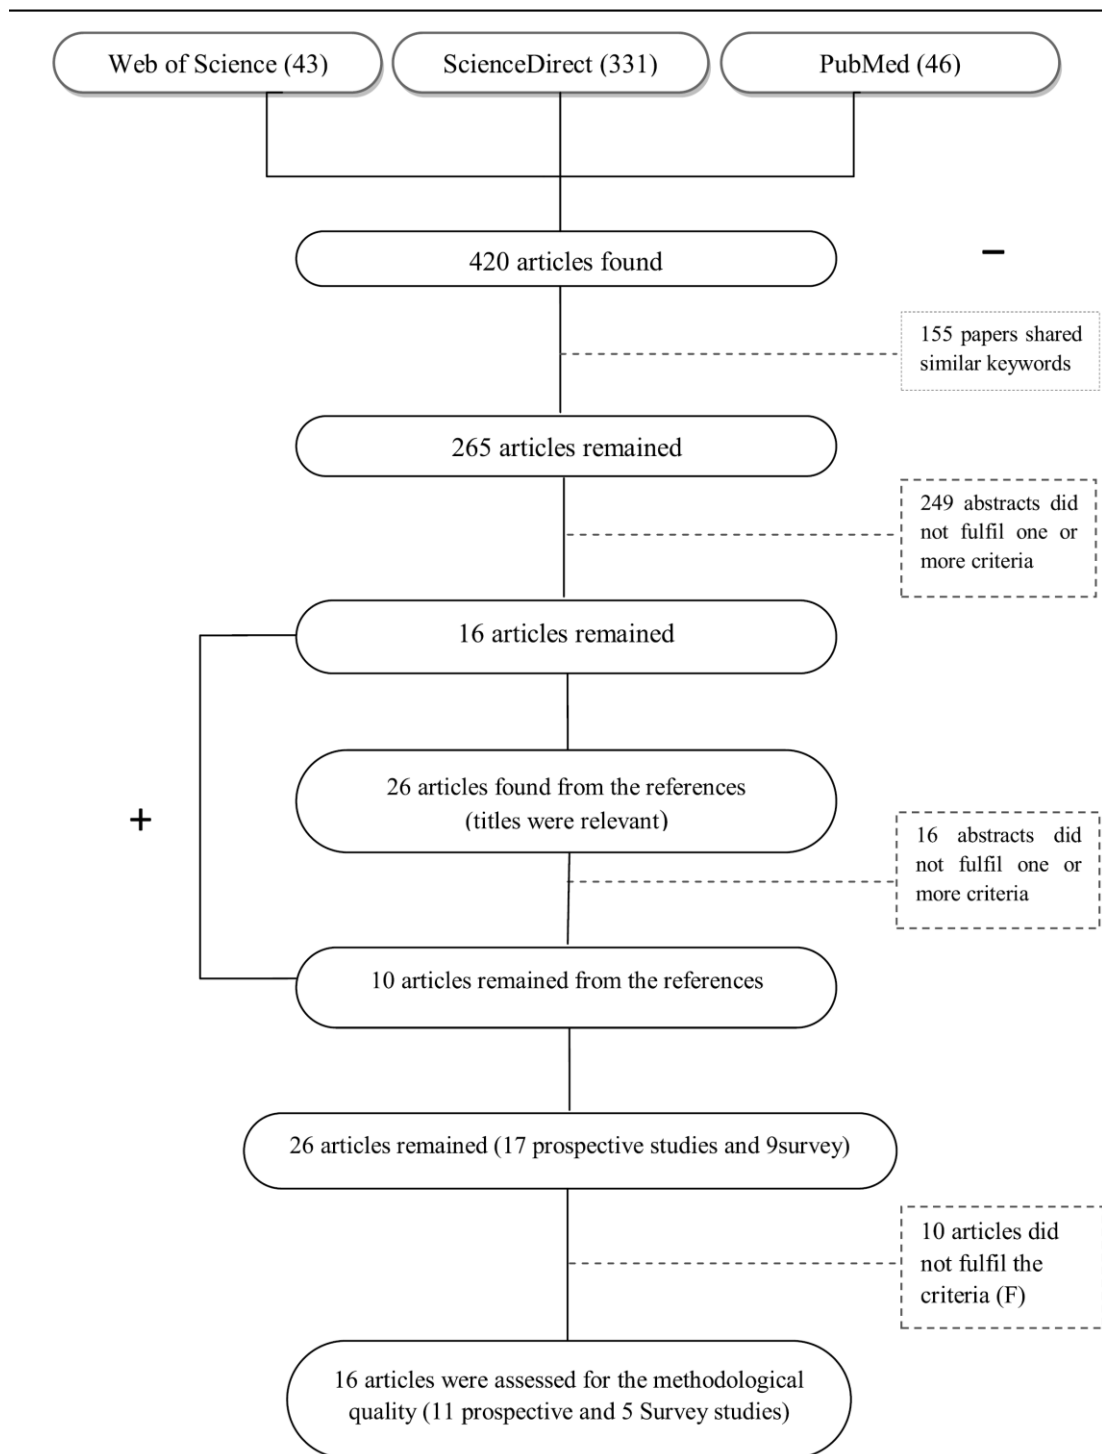 Web of Science (43)
ScienceDirect (331)
PubMed (46)
420 articles found
−
155 papers shared
similar keywords
265 articles remained
249 abstracts did
not fulfil one or
more criteria
16 articles remained
26 articles found from the references
(titles were relevant)
+
16 abstracts did
not fulfil one or
more criteria
10 articles remained from the references
26 articles remained (17 prospective studies and 9survey)
10 articles did
not fulfil the
criteria (F)
16 articles were assessed for the methodological
quality (11 prospective and 5 Survey studies)